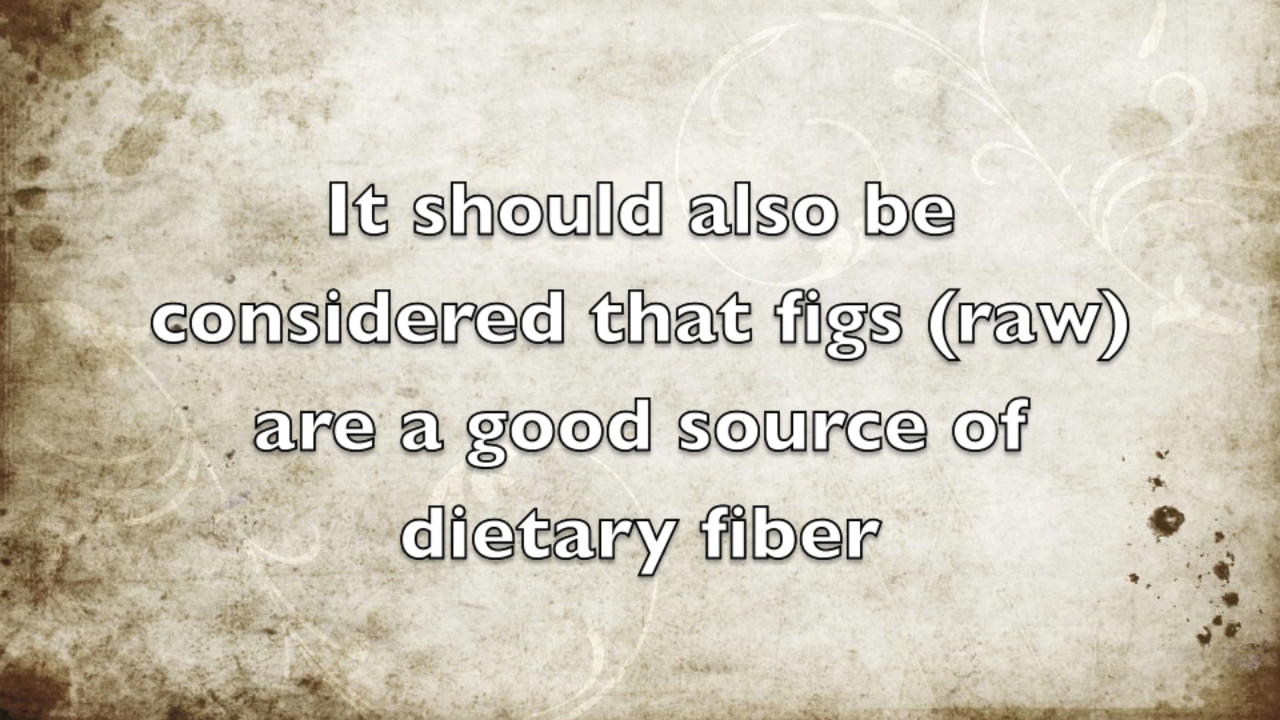 It should also be
considered that figs (raw)
are a good source of
dietary fiber